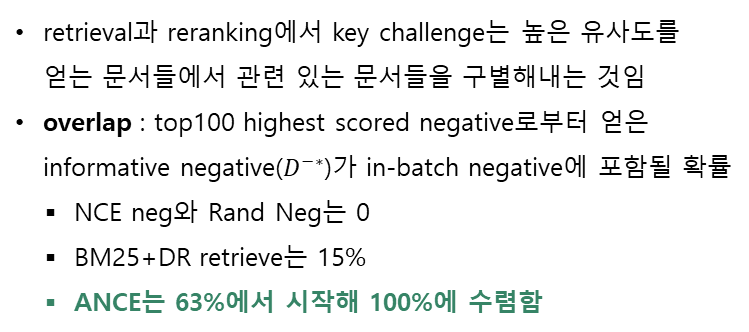 • retrieval과 reranking에서 key challenge는 높은 유사도를
얻는 문서들에서 관련 있는 문서들을 구별해내는 것임
• overlap : top100 highest scored negative로부터 얻은
informative negative(𝐷⁻*)가 in-batch negative에 포함될 확률
▪ NCE neg와 Rand Neg는 0
▪ BM25+DR retrieve는 15%
▪ ANCE는 63%에서 시작해 100%에 수렴함